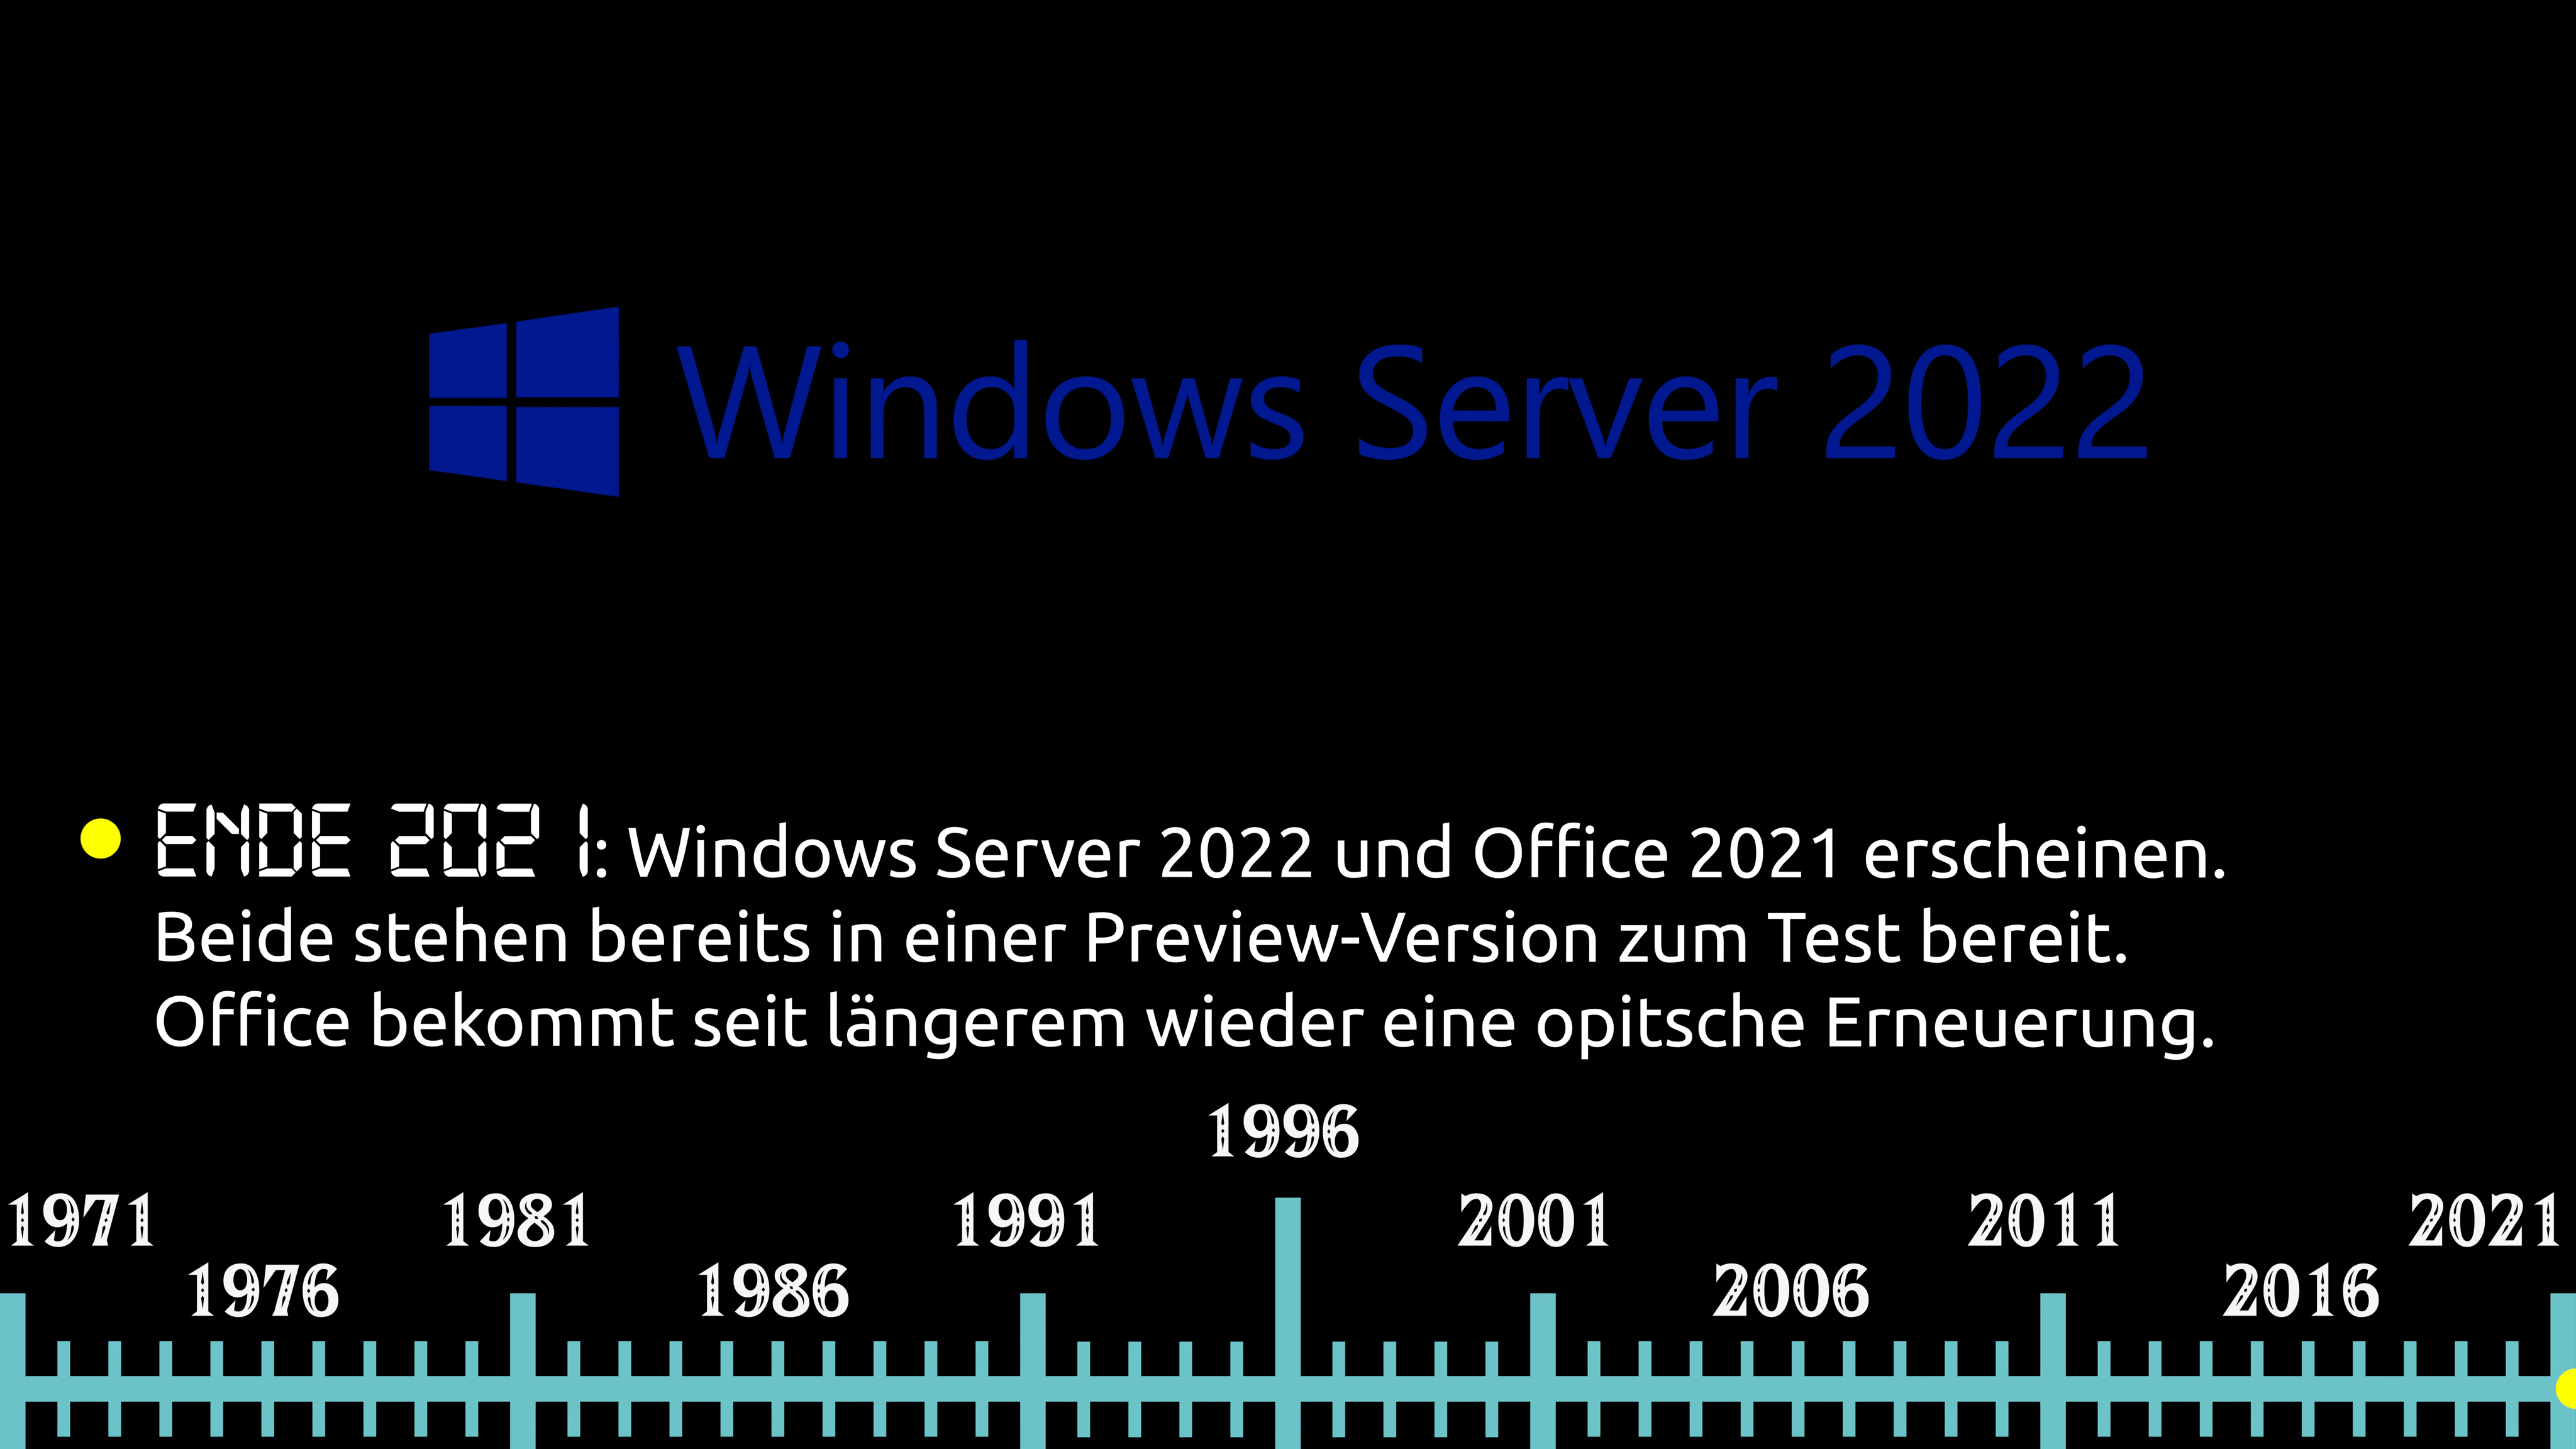 Windows Server 2022
ENDE 2021: Windows Server 2022 und Office 2021 erscheinen.
Beide stehen bereits in einer Preview-Version zum Test bereit.
Office bekommt seit längerem wieder eine opitsche Erneuerung.
1996
1971 1981 1991 2001 2011 2021
1976 1986 2006 2016